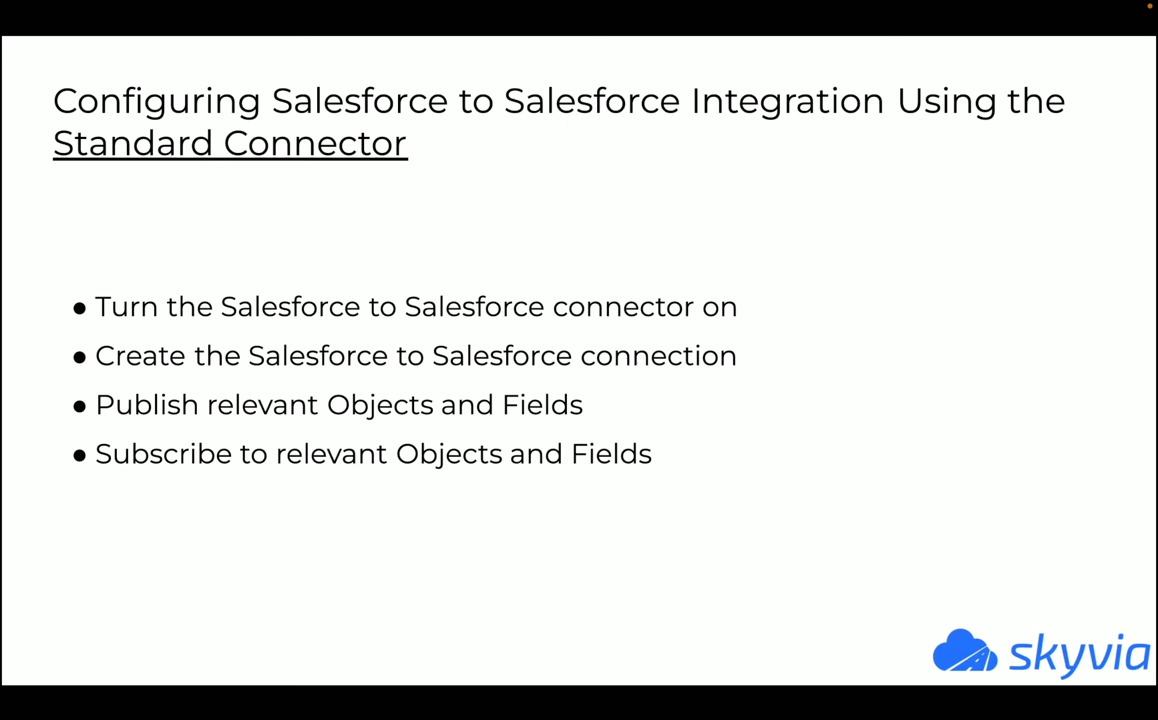 Configuring Salesforce to Salesforce Integration Using the
Standard Connector
● Turn the Salesforce to Salesforce connector on
● Create the Salesforce to Salesforce connection
● Publish relevant Objects and Fields
● Subscribe to relevant Objects and Fields
skyvia